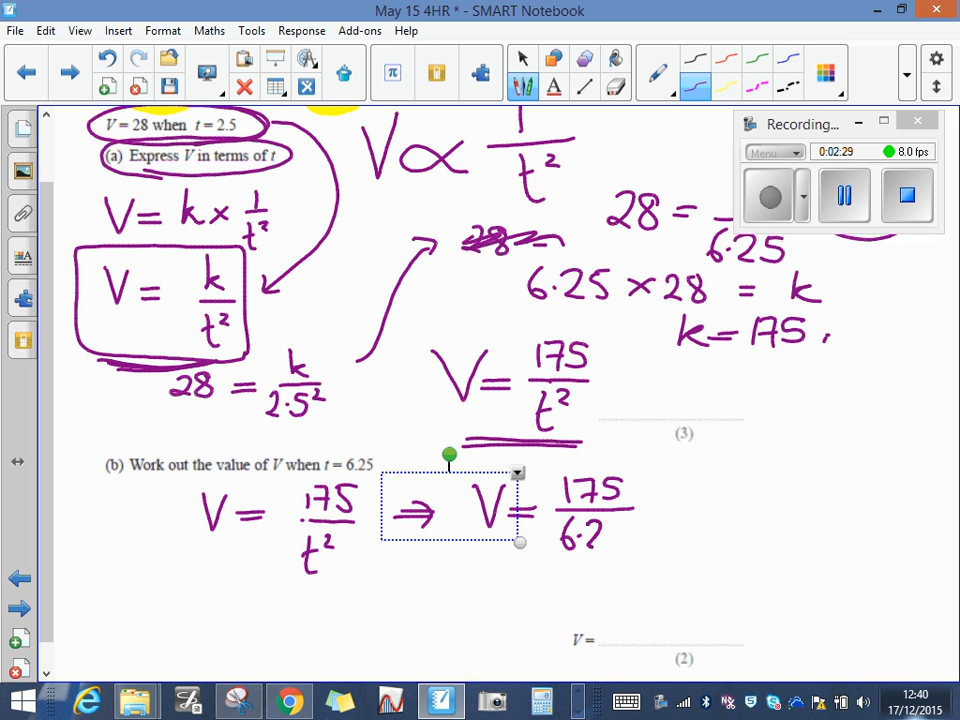 May 15 4HR * - SMART Notebook
File Edit View Insert Format Maths Tools Response Add-ons Help
Recording...
Menu 0:02:29 8.0 fps
V = 28 when t = 2.5
(a) Express V in terms of t
V ∝ 1/t²
V = k × 1/t²
28 = /6.25
28 =
V = k/t²
6.25 × 28 = k
k = 175
28 = k/2.5²
V = 175/t²
(3)
(b) Work out the value of V when t = 6.25
V = 175/t² ⇒ V = 175/6.2
V =
(2)
12:40
17/12/2015